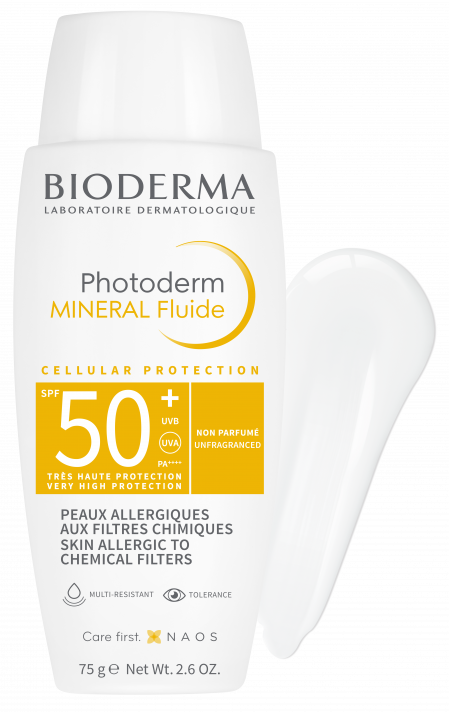 BIODERMA
LABORATOIRE DERMATOLOGIQUE
Photoderm
MINERAL Fluide
CELLULAR PROTECTION
SPF 50+
UVB
UVA
PA++++
TRÈS HAUTE PROTECTION
VERY HIGH PROTECTION
NON PARFUMÉ
UNFRAGRANCED
PEAUX ALLERGIQUES
AUX FILTRES CHIMIQUES
SKIN ALLERGIC TO
CHEMICAL FILTERS
MULTI-RESISTANT TOLERANCE
Care first. NAOS
75 g ℮ Net Wt. 2.6 OZ.